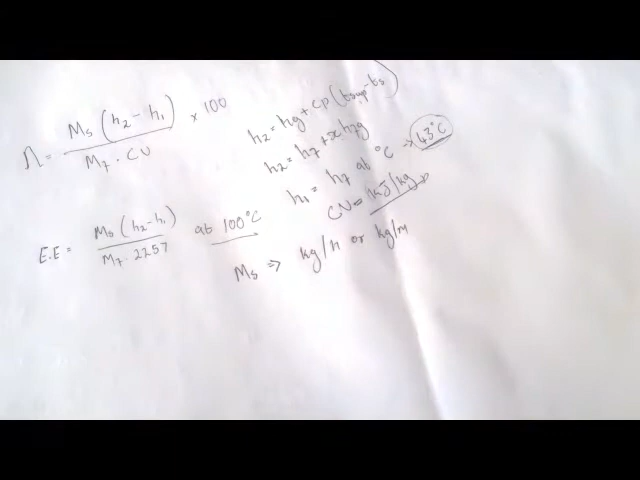 η = Ms (h2 - h1) / M7 · CV × 100
h2 = hg + cp (tsup - ts)
h2 = h7 + x h7g
h1 = h7 at °C → 43°C
CV = kJ/kg
E.E = Ms (h2 - h1) / M7 · 2257 at 100°C
Ms ⇒ kg/h or kg/m